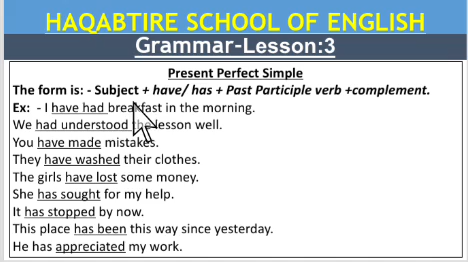 HAQABTIRE SCHOOL OF ENGLISH
Grammar-Lesson:3
Present Perfect Simple
The form is: - Subject + have/ has + Past Participle verb +complement.
Ex: - I have had breakfast in the morning.
We had understood the lesson well.
You have made mistakes.
They have washed their clothes.
The girls have lost some money.
She has sought for my help.
It has stopped by now.
This place has been this way since yesterday.
He has appreciated my work.